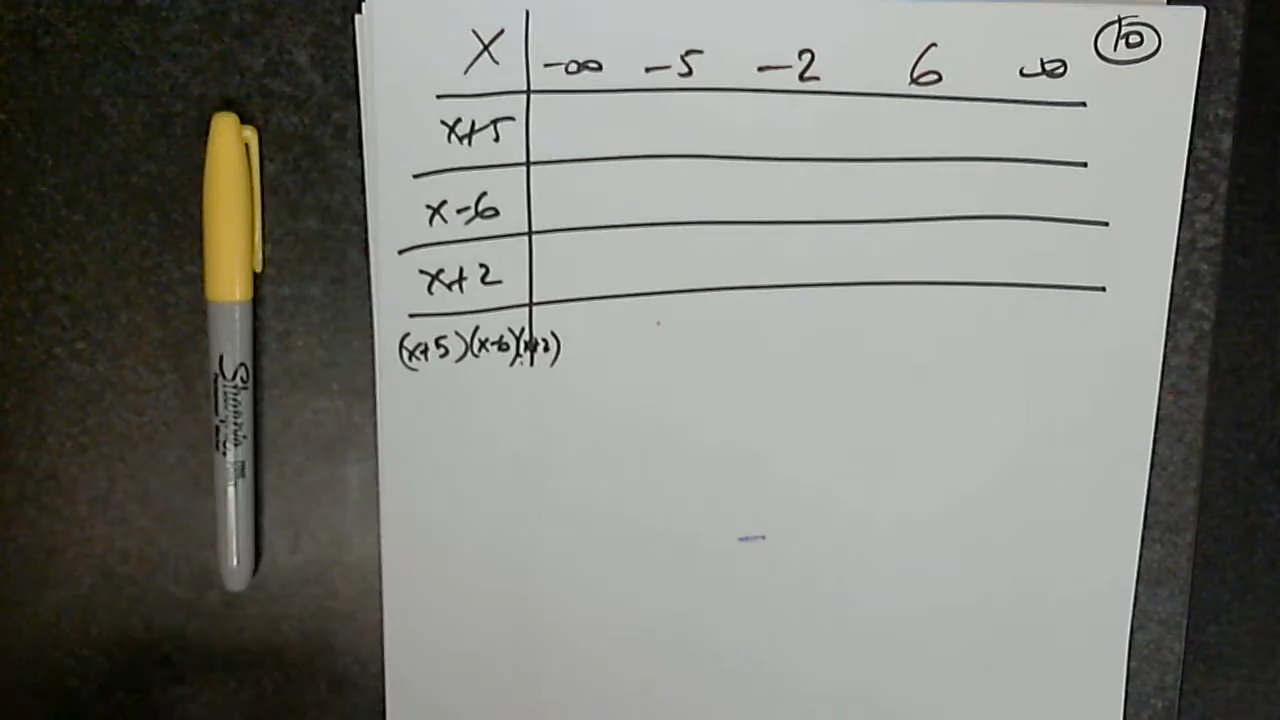 x -∞ -5 -2 6 ∞
10
x+5
x-6
x+2
(x+5)(x-6)(x+2)
Sharpie